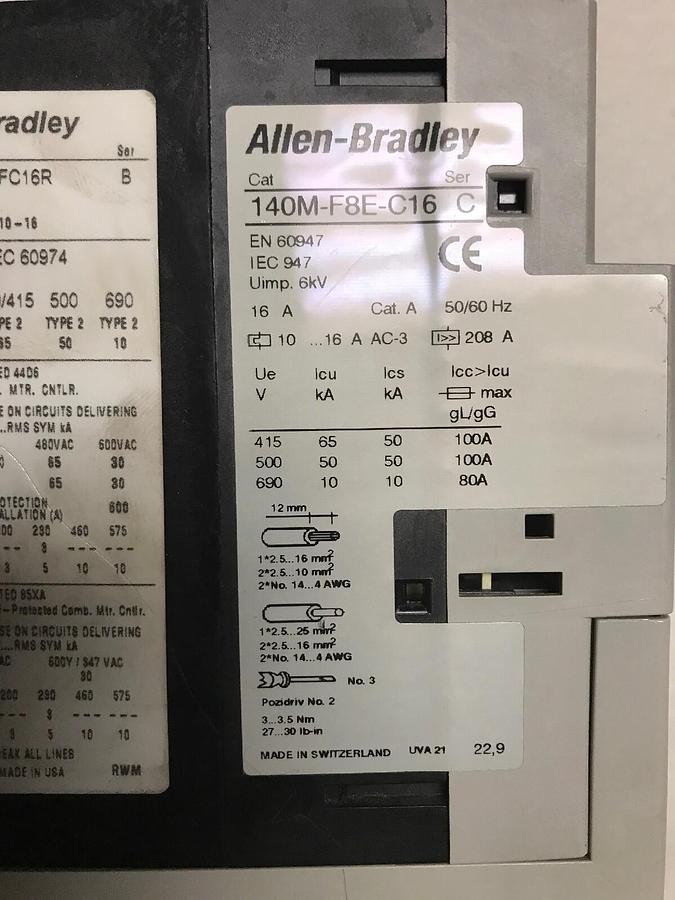 radley
Ser
FC16R B
10-16
EC 60974
/415 500 690
PE 2 TYPE 2 TYPE 2
65 50 10
ED 44D6
. MTR. CNTLR.
E ON CIRCUITS DELIVERING
...RMS SYM kA
480VAC 600VAC
65 30
65 30
OTECTION
ALLATION (A) 600
200 230 460 575
--- 3 --- ---
3 5 10 10
TED 95XA
-Protected Comb. Mtr. Cntlr.
SE ON CIRCUITS DELIVERING
....RMS SYM kA
AC 600Y / 347 VAC
30
200 230 460 575
--- 3 --- ---
3 5 10 10
EAK ALL LINES
MADE IN USA RWM
Allen-Bradley
Cat Ser
140M-F8E-C16 C
EN 60947
IEC 947
Uimp. 6kV
CE
16 A Cat. A 50/60 Hz
10 ...16 A AC-3 I>> 208 A
Ue Icu Ics Icc>Icu
V kA kA max
gL/gG
415 65 50 100A
500 50 50 100A
690 10 10 80A
12 mm
1*2.5...16 mm²
2*2.5...10 mm²
2*No. 14...4 AWG
1*2.5...25 mm²
2*2.5...16 mm²
2*No. 14...4 AWG
No. 3
Pozidriv No. 2
3...3.5 Nm
27...30 lb-in
MADE IN SWITZERLAND UVA 21 22,9